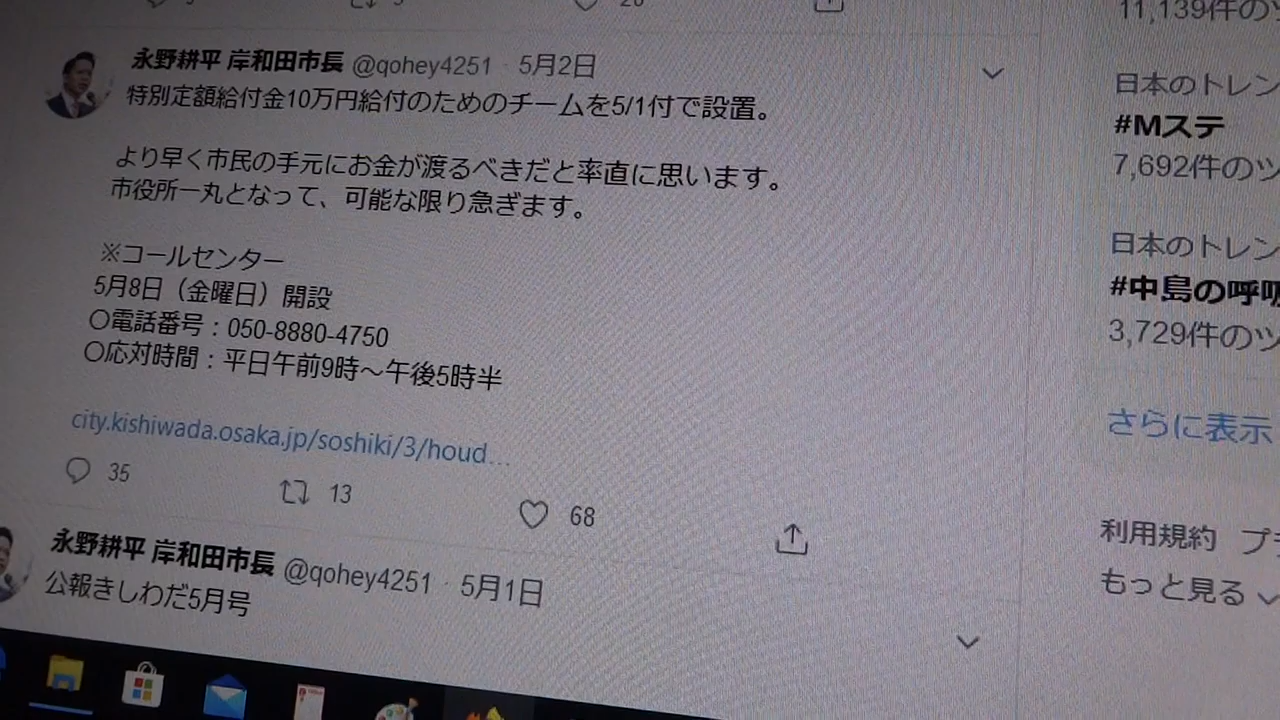 11,139件の
永野耕平 岸和田市長 @qohey4251 · 5月2日
特別定額給付金10万円給付のためのチームを5/1付で設置。
より早く市民の手元にお金が渡るべきだと率直に思います。
市役所一丸となって、可能な限り急ぎます。
※コールセンター
5月8日（金曜日）開設
〇電話番号：050-8880-4750
〇応対時間：平日午前9時～午後5時半
city.kishiwada.osaka.jp/soshiki/3/houd…
35 13 68
永野耕平 岸和田市長 @qohey4251 · 5月1日
公報きしわだ5月号
日本のトレン
#Mステ
7,692件のツ
日本のトレン
#中島の呼吸
3,729件のツ
さらに表示
利用規約 プラ
もっと見る